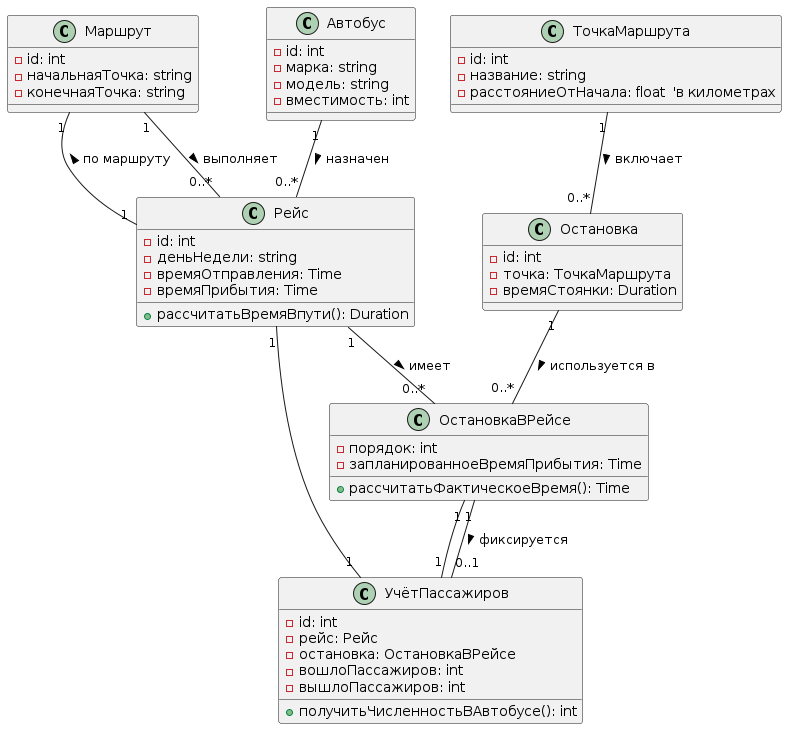 C Маршрут
id: int
начальнаяТочка: string
конечнаяТочка: string
C Автобус
id: int
марка: string
модель: string
вместимость: int
C ТочкаМаршрута
id: int
название: string
расстояниеОтНачала: float 'в километрах
1
1
1
1
по маршруту
выполняет
назначен
включает
1
0..*
0..*
0..*
C Рейс
id: int
деньНедели: string
времяОтправления: Time
времяПрибытия: Time
рассчитатьВремяВпути(): Duration
C Остановка
id: int
точка: ТочкаМаршрута
времяСтоянки: Duration
1
1
1
имеет
используется в
0..*
0..*
C ОстановкаВРейсе
порядок: int
запланированноеВремяПрибытия: Time
рассчитатьФактическоеВремя(): Time
1
1
фиксируется
1
1
0..1
C УчётПассажиров
id: int
рейс: Рейс
остановка: ОстановкаВРейсе
вошлоПассажиров: int
вышлоПассажиров: int
получитьЧисленностьВАвтобусе(): int